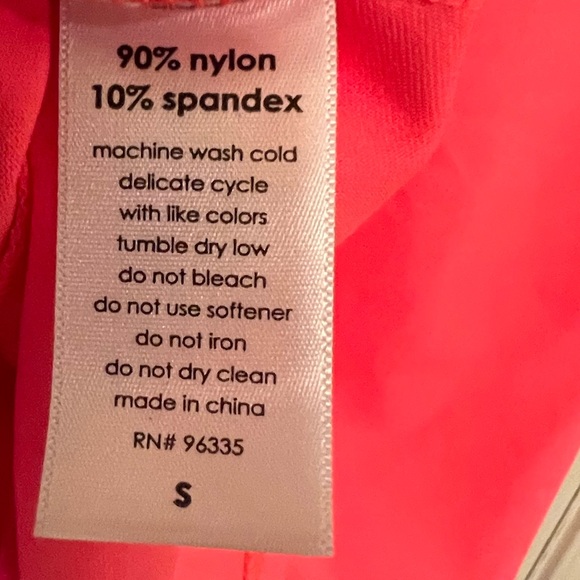 90% nylon
10% spandex
machine wash cold
delicate cycle
with like colors
tumble dry low
do not bleach
do not use softener
do not iron
do not dry clean
made in china
RN# 96335
S